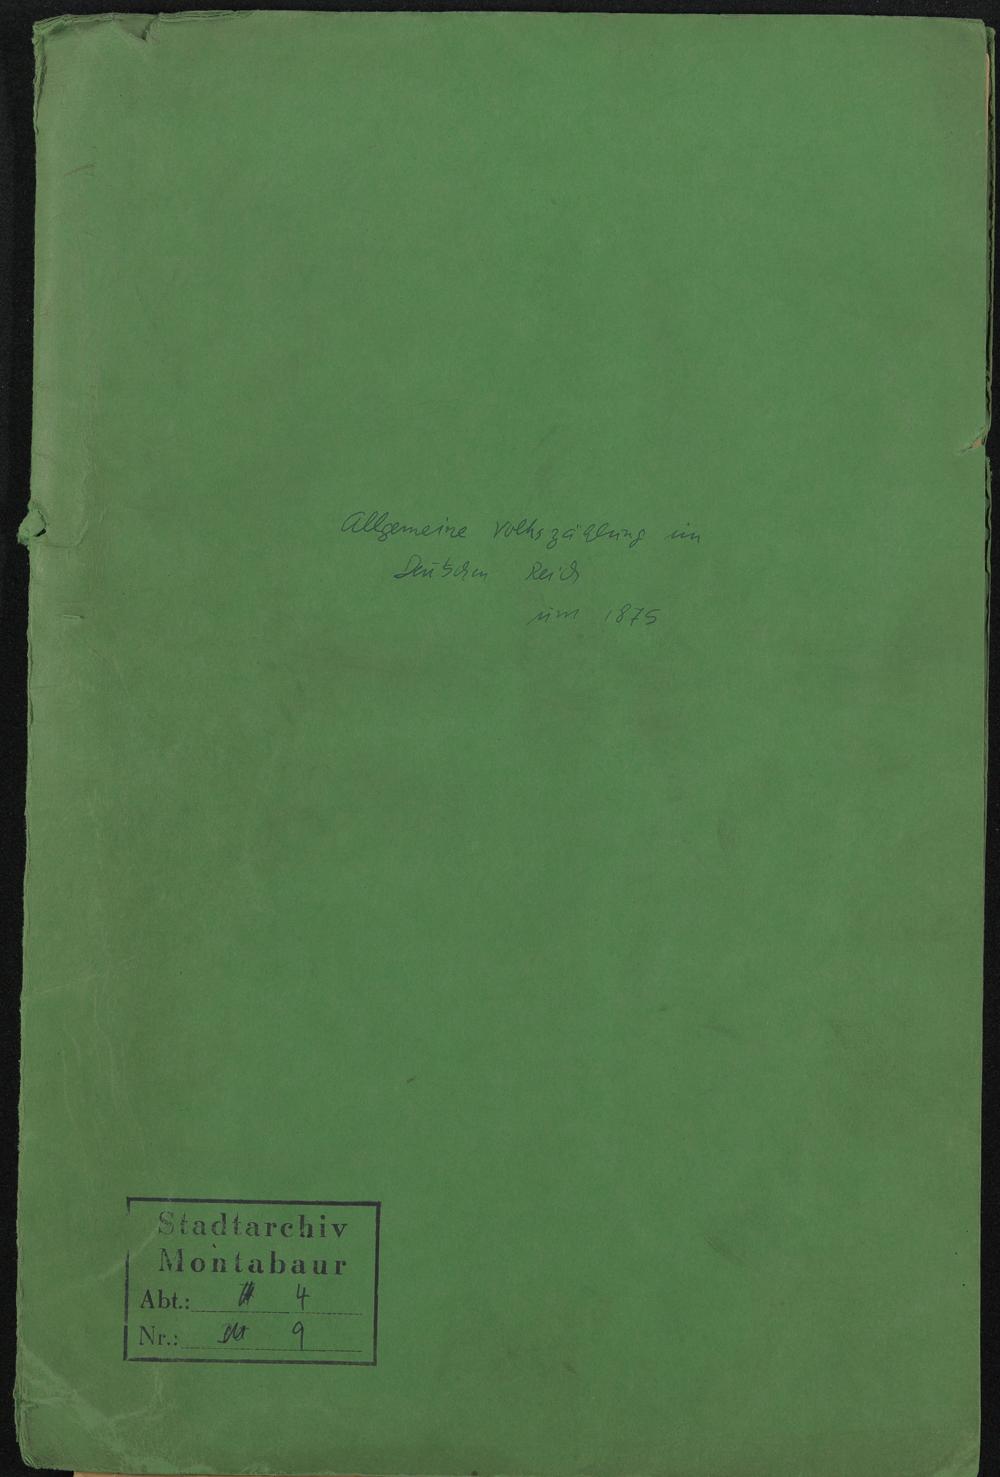 Allgemeine Volkszählung im
Deutschen Reich
um 1875
Stadtarchiv
Montabaur
Abt.: 4
Nr.: 9